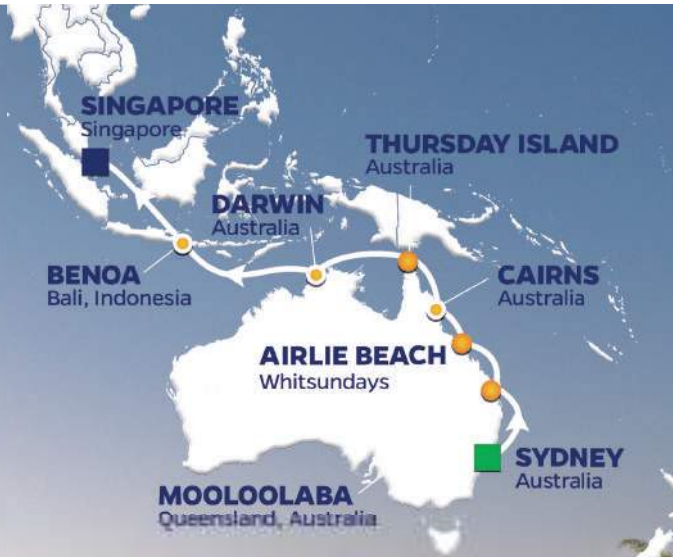 SINGAPORE
Singapore
THURSDAY ISLAND
Australia
DARWIN
Australia
BENOA
Bali, Indonesia
CAIRNS
Australia
AIRLIE BEACH
Whitsundays
SYDNEY
Australia
MOOLOOLABA
Queensland, Australia